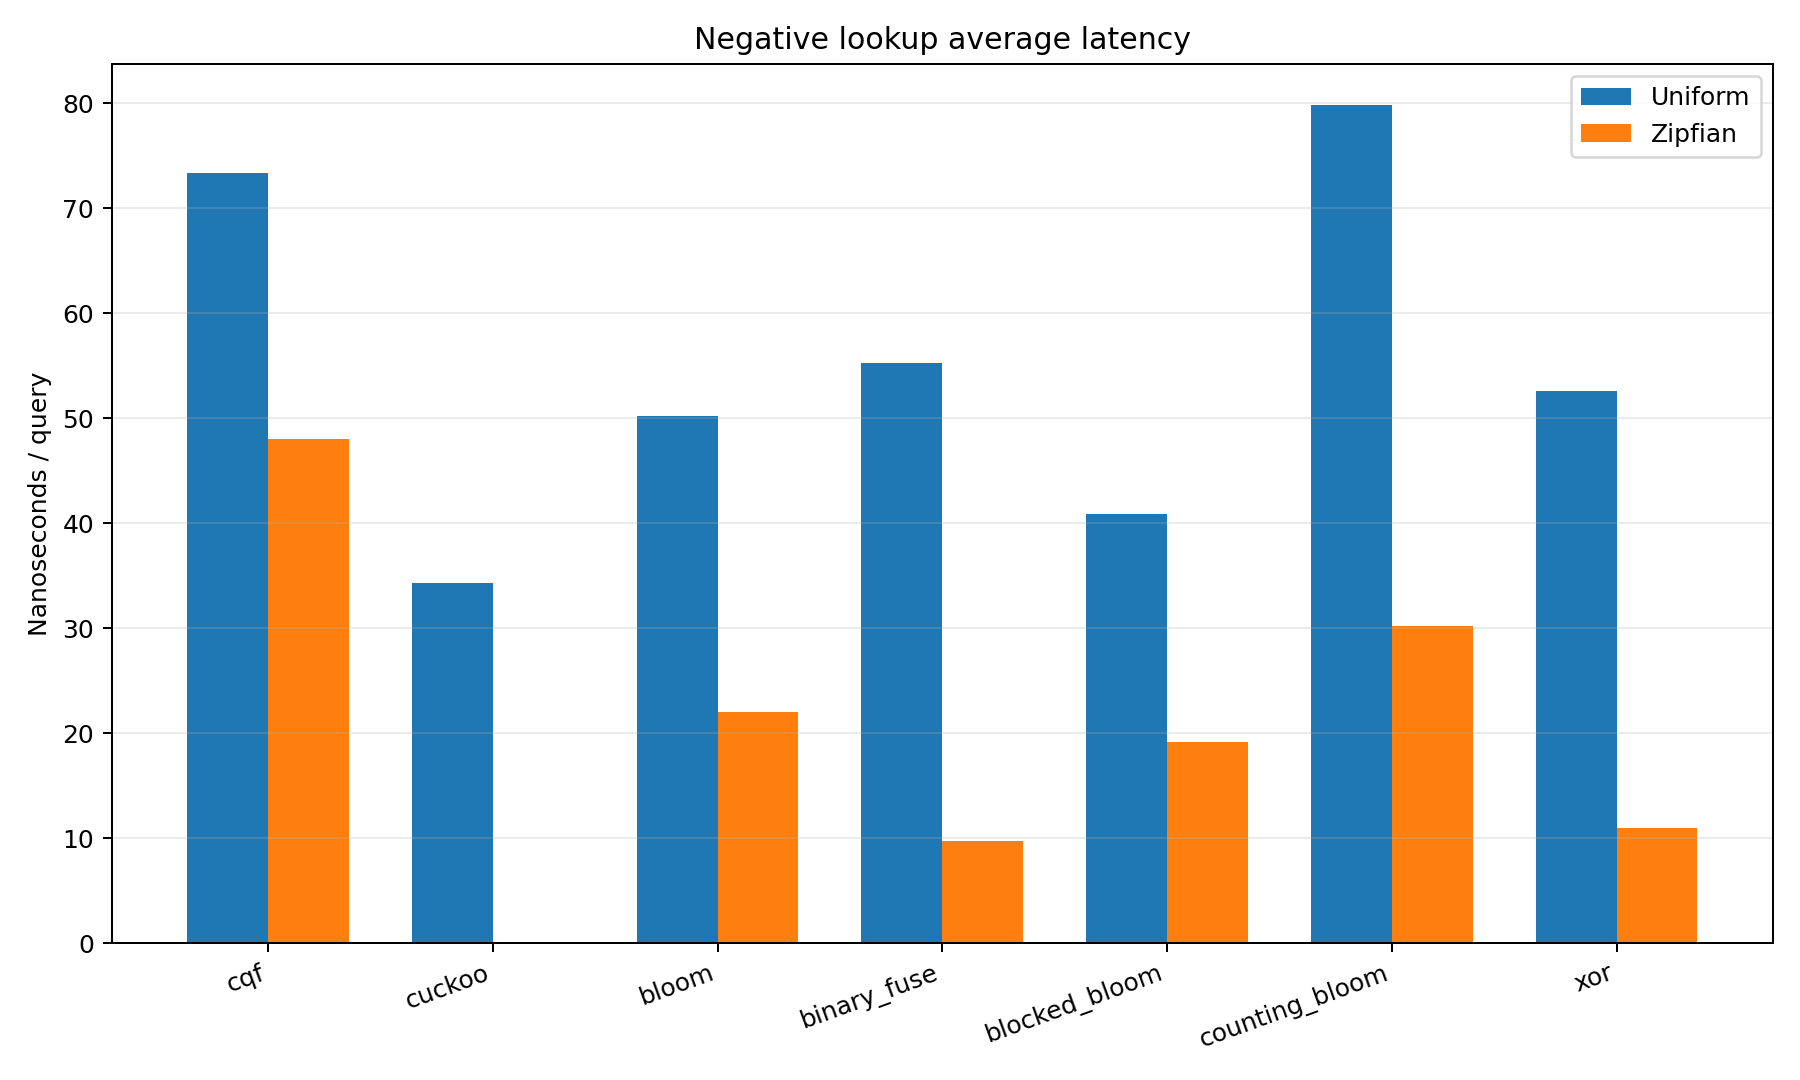 Negative lookup average latency
Uniform
Zipfian
Nanoseconds / query
80
70
60
50
40
30
20
10
0
cqf
cuckoo
bloom
binary_fuse
blocked_bloom
counting_bloom
xor